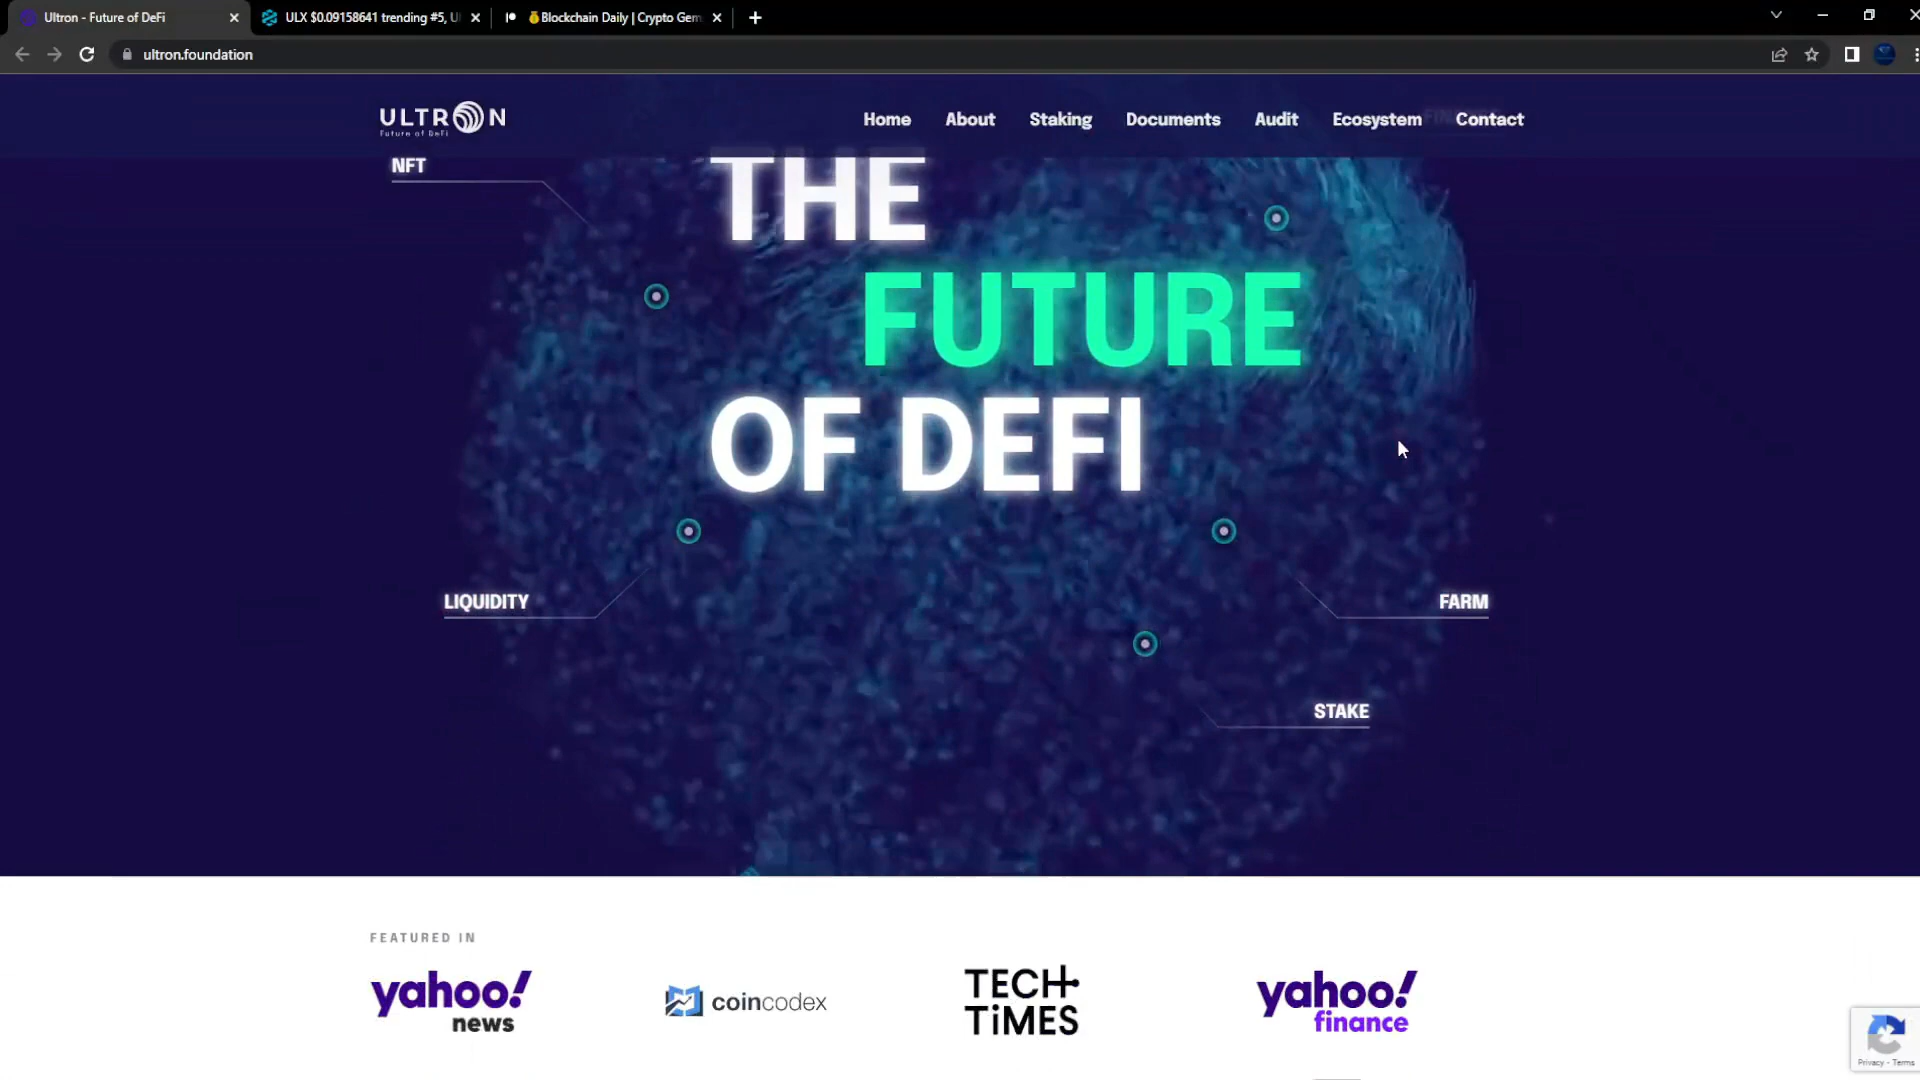 Ultron - Future of DeFi
ULX $0.09158641 trending #5, U
Blockchain Daily | Crypto Gem
ultron.foundation
ULTRON
Future of DeFi
Home
About
Staking
Documents
Audit
Ecosystem
Contact
NFT
THE
FUTURE
OF DEFI
LIQUIDITY
FARM
STAKE
FEATURED IN
yahoo!
news
coincodex
TECH
TiMES
yahoo!
finance
Privacy - Terms